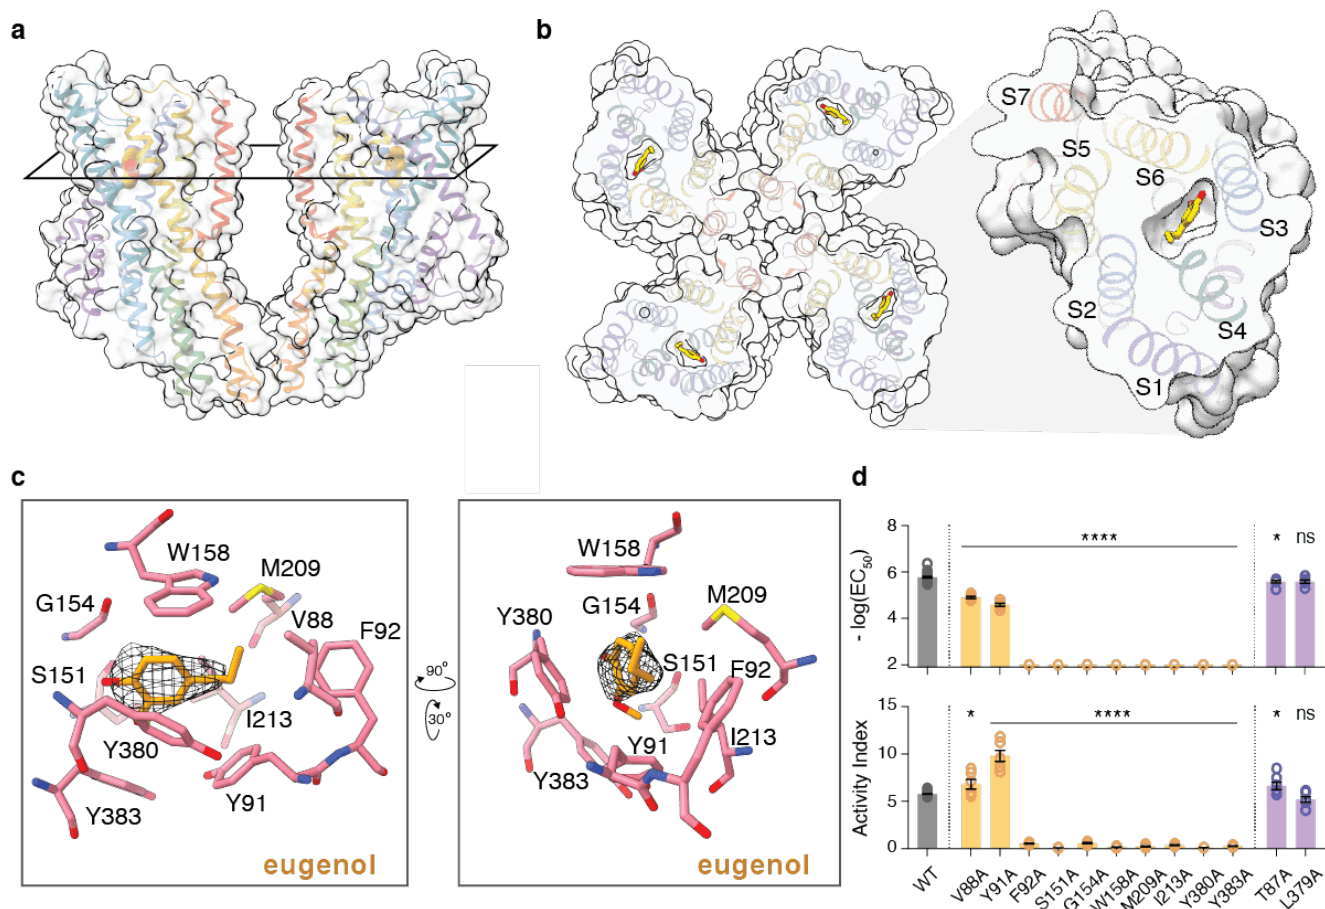 a
b
S7
S5
S6
S3
S2
S4
S1
c
W158
M209
G154
V88
F92
S151
I213
Y380
Y91
Y383
eugenol
90°
30°
W158
G154
M209
Y380
S151
F92
Y91
I213
Y383
eugenol
d
- log(EC50)
8
6
4
2
****
* ns
Activity Index
15
10
5
0
* **** * ns
WT V88A Y91A F92A S151A G154A W158A M209A I213A Y380A Y383A T87A L379A